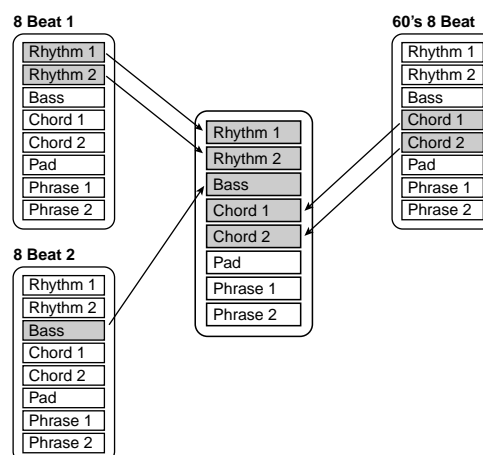 8 Beat 1
Rhythm 1
Rhythm 2
Bass
Chord 1
Chord 2
Pad
Phrase 1
Phrase 2
8 Beat 2
Rhythm 1
Rhythm 2
Bass
Chord 1
Chord 2
Pad
Phrase 1
Phrase 2
Rhythm 1
Rhythm 2
Bass
Chord 1
Chord 2
Pad
Phrase 1
Phrase 2
60's 8 Beat
Rhythm 1
Rhythm 2
Bass
Chord 1
Chord 2
Pad
Phrase 1
Phrase 2